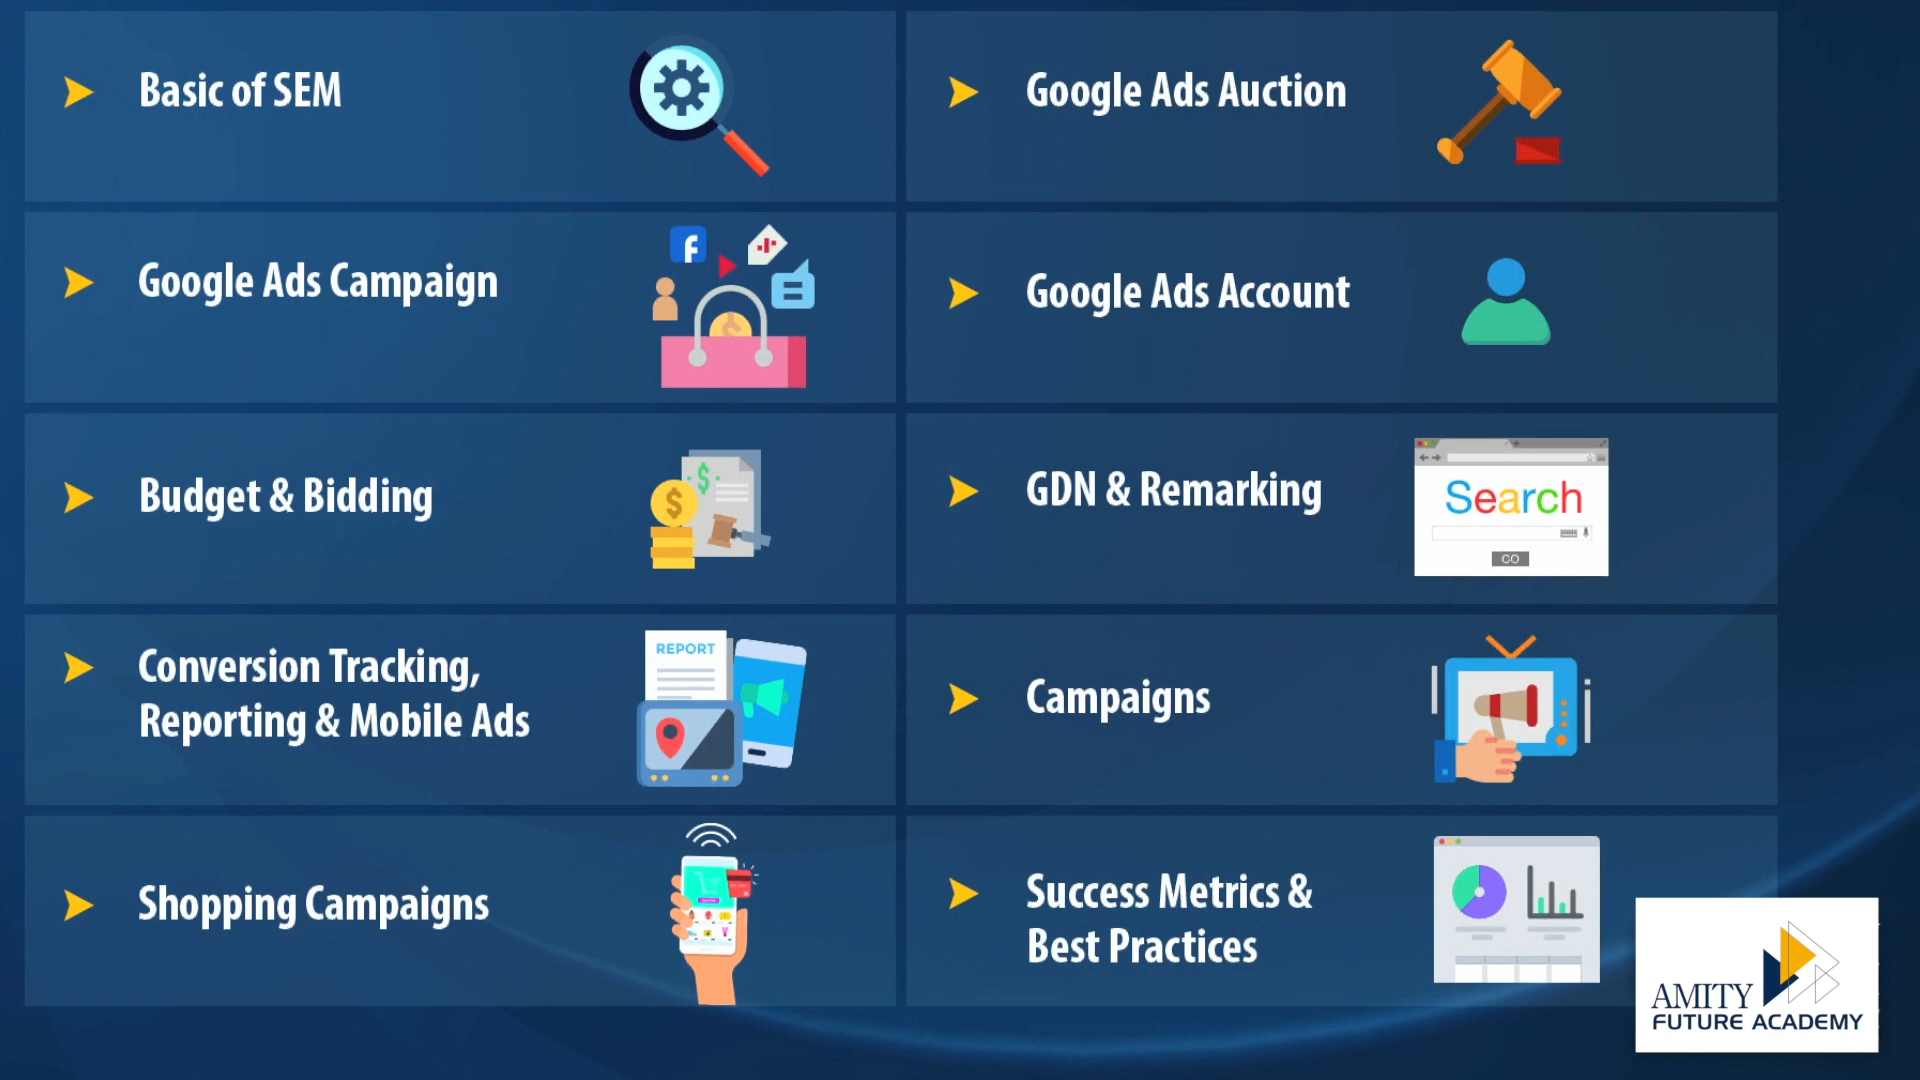 Basic of SEM
Google Ads Auction
Google Ads Campaign
f
Google Ads Account
Budget & Bidding
$
$
GDN & Remarking
Search
GO
Conversion Tracking,
Reporting & Mobile Ads
REPORT
Campaigns
Shopping Campaigns
Success Metrics &
Best Practices
AMITY
FUTURE ACADEMY